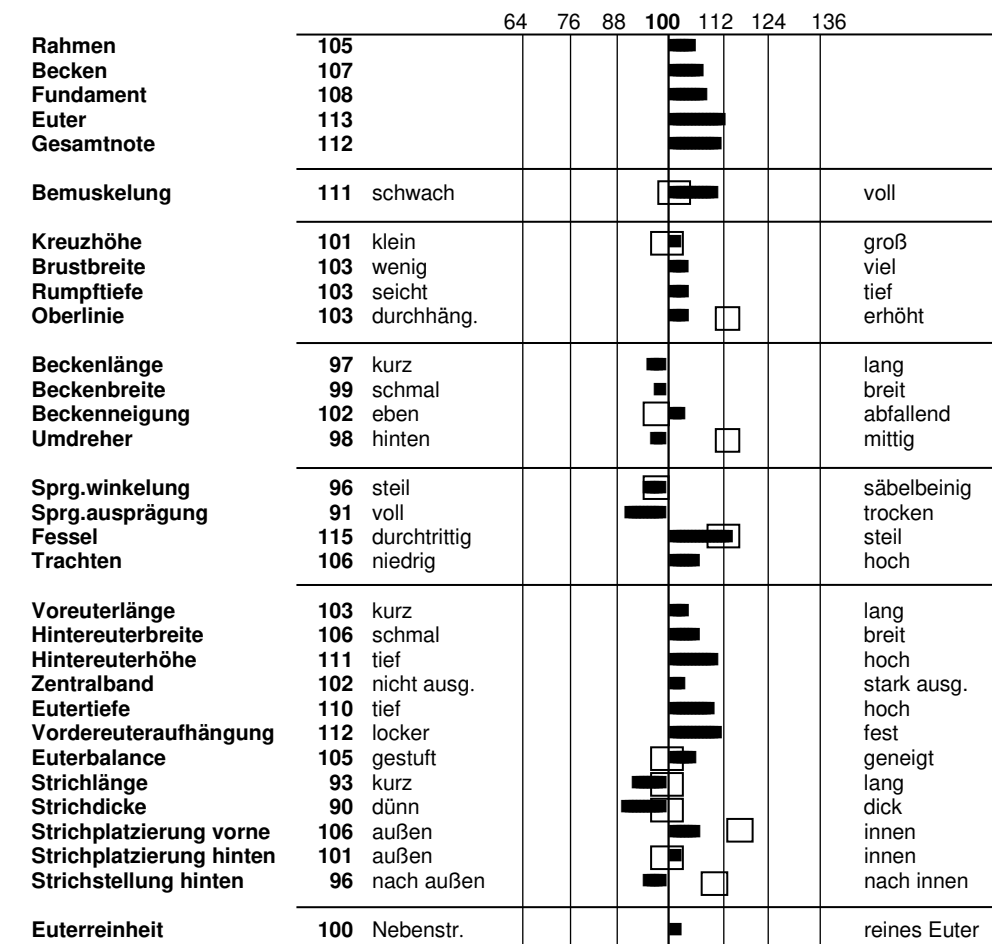 64 76 88 100 112 124 136
Rahmen 105
Becken 107
Fundament 108
Euter 113
Gesamtnote 112
Bemuskelung 111 schwach voll
Kreuzhöhe 101 klein groß
Brustbreite 103 wenig viel
Rumpftiefe 103 seicht tief
Oberlinie 103 durchhäng. erhöht
Beckenlänge 97 kurz lang
Beckenbreite 99 schmal breit
Beckenneigung 102 eben abfallend
Umdreher 98 hinten mittig
Sprg.winkelung 96 steil säbelbeinig
Sprg.ausprägung 91 voll trocken
Fessel 115 durchtrittig steil
Trachten 106 niedrig hoch
Voreuterlänge 103 kurz lang
Hintereuterbreite 106 schmal breit
Hintereuterhöhe 111 tief hoch
Zentralband 102 nicht ausg. stark ausg.
Eutertiefe 110 tief hoch
Vordereuteraufhängung 112 locker fest
Euterbalance 105 gestuft geneigt
Strichlänge 93 kurz lang
Strichdicke 90 dünn dick
Strichplatzierung vorne 106 außen innen
Strichplatzierung hinten 101 außen innen
Strichstellung hinten 96 nach außen nach innen
Euterreinheit 100 Nebenstr. reines Euter